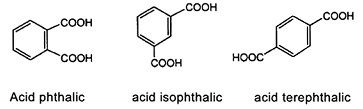 COOH
COOH
COOH
COOH
COOH
HOOC
Acid phthalic
acid isophthalic
acid terephthalic